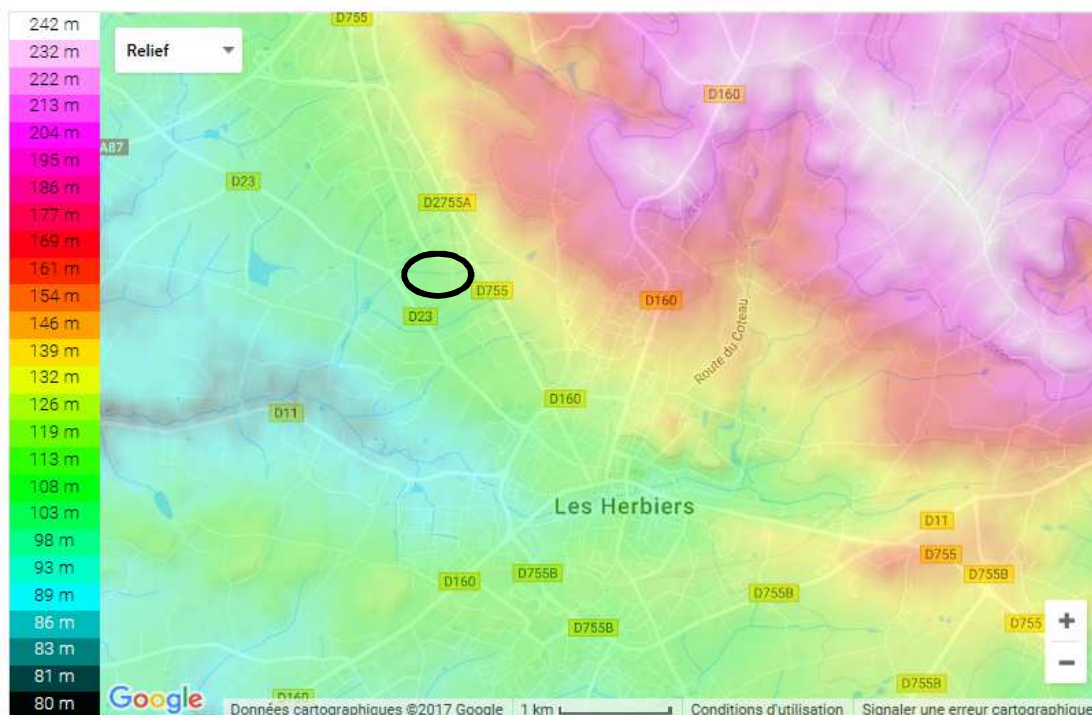 242 m
232 m
222 m
213 m
204 m
195 m
186 m
177 m
169 m
161 m
154 m
146 m
139 m
132 m
126 m
119 m
113 m
108 m
103 m
98 m
93 m
89 m
86 m
83 m
81 m
80 m
Relief
D755
D160
A87
D23
D2755A
D755
D160
D23
Route du Coteau
D160
D11
Les Herbiers
D11
D755
D755B
D755B
D160
D755B
D755B
D755
D755B
D160
+
−
Google
Données cartographiques ©2017 Google
1 km
Conditions d'utilisation
Signaler une erreur cartographique